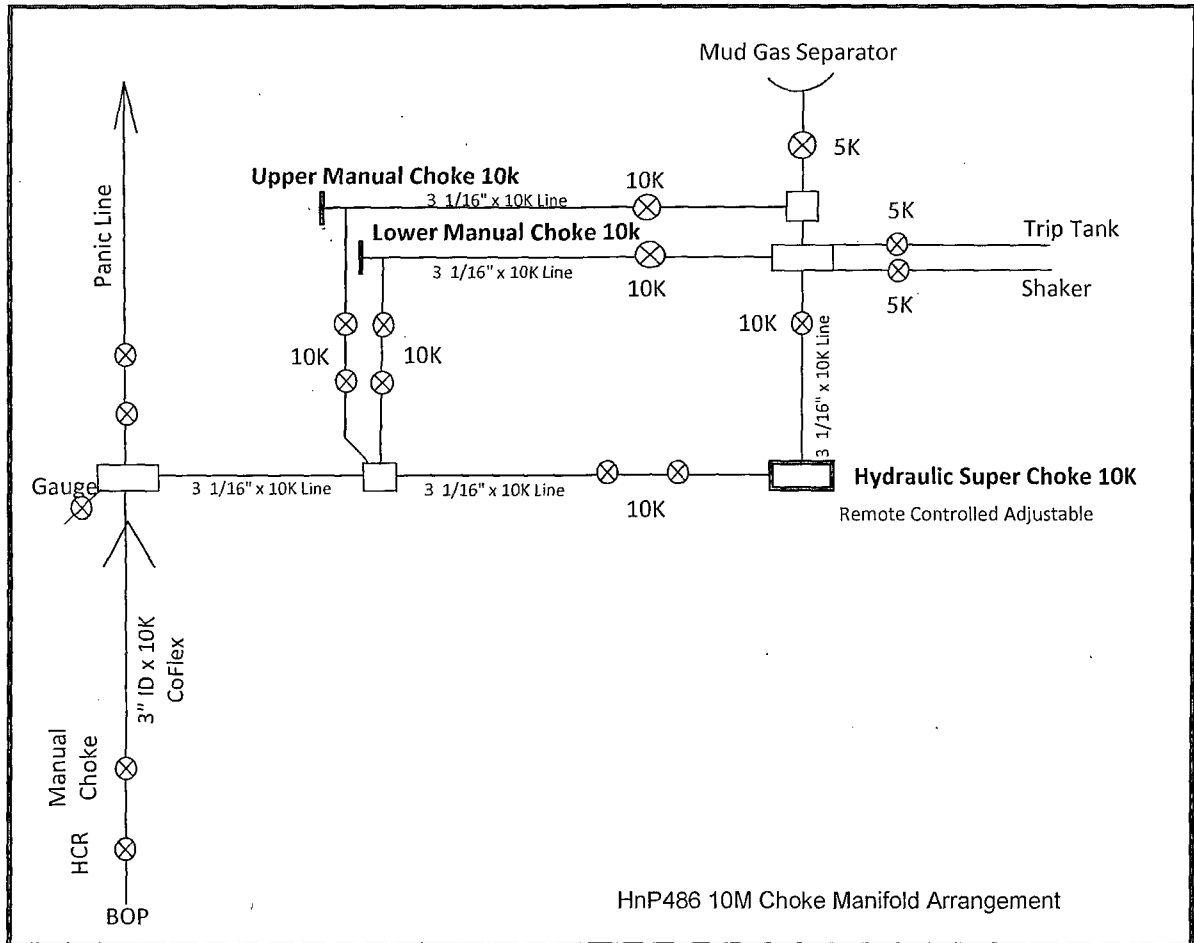 Mud Gas Separator
5K
Upper Manual Choke 10k
10K
3 1/16" x 10K Line
5K
Trip Tank
Lower Manual Choke 10k
3 1/16" x 10K Line
10K
Shaker
5K
Panic Line
10K
10K
10K
3 1/16" x 10K Line
Gauge
3 1/16" x 10K Line
3 1/16" x 10K Line
10K
Hydraulic Super Choke 10K
Remote Controlled Adjustable
3" ID x 10K
CoFlex
Manual
Choke
HCR
BOP
HnP486 10M Choke Manifold Arrangement